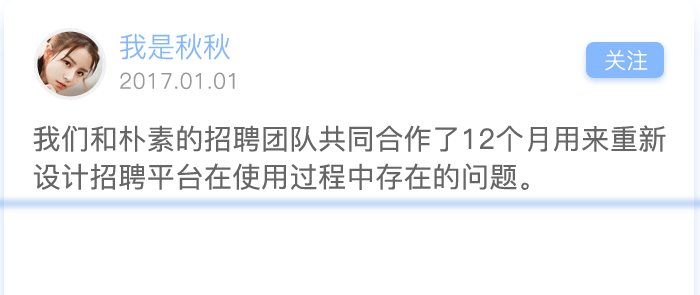 我是秋秋
2017.01.01
关注
我们和朴素的招聘团队共同合作了12个月用来重新
设计招聘平台在使用过程中存在的问题。